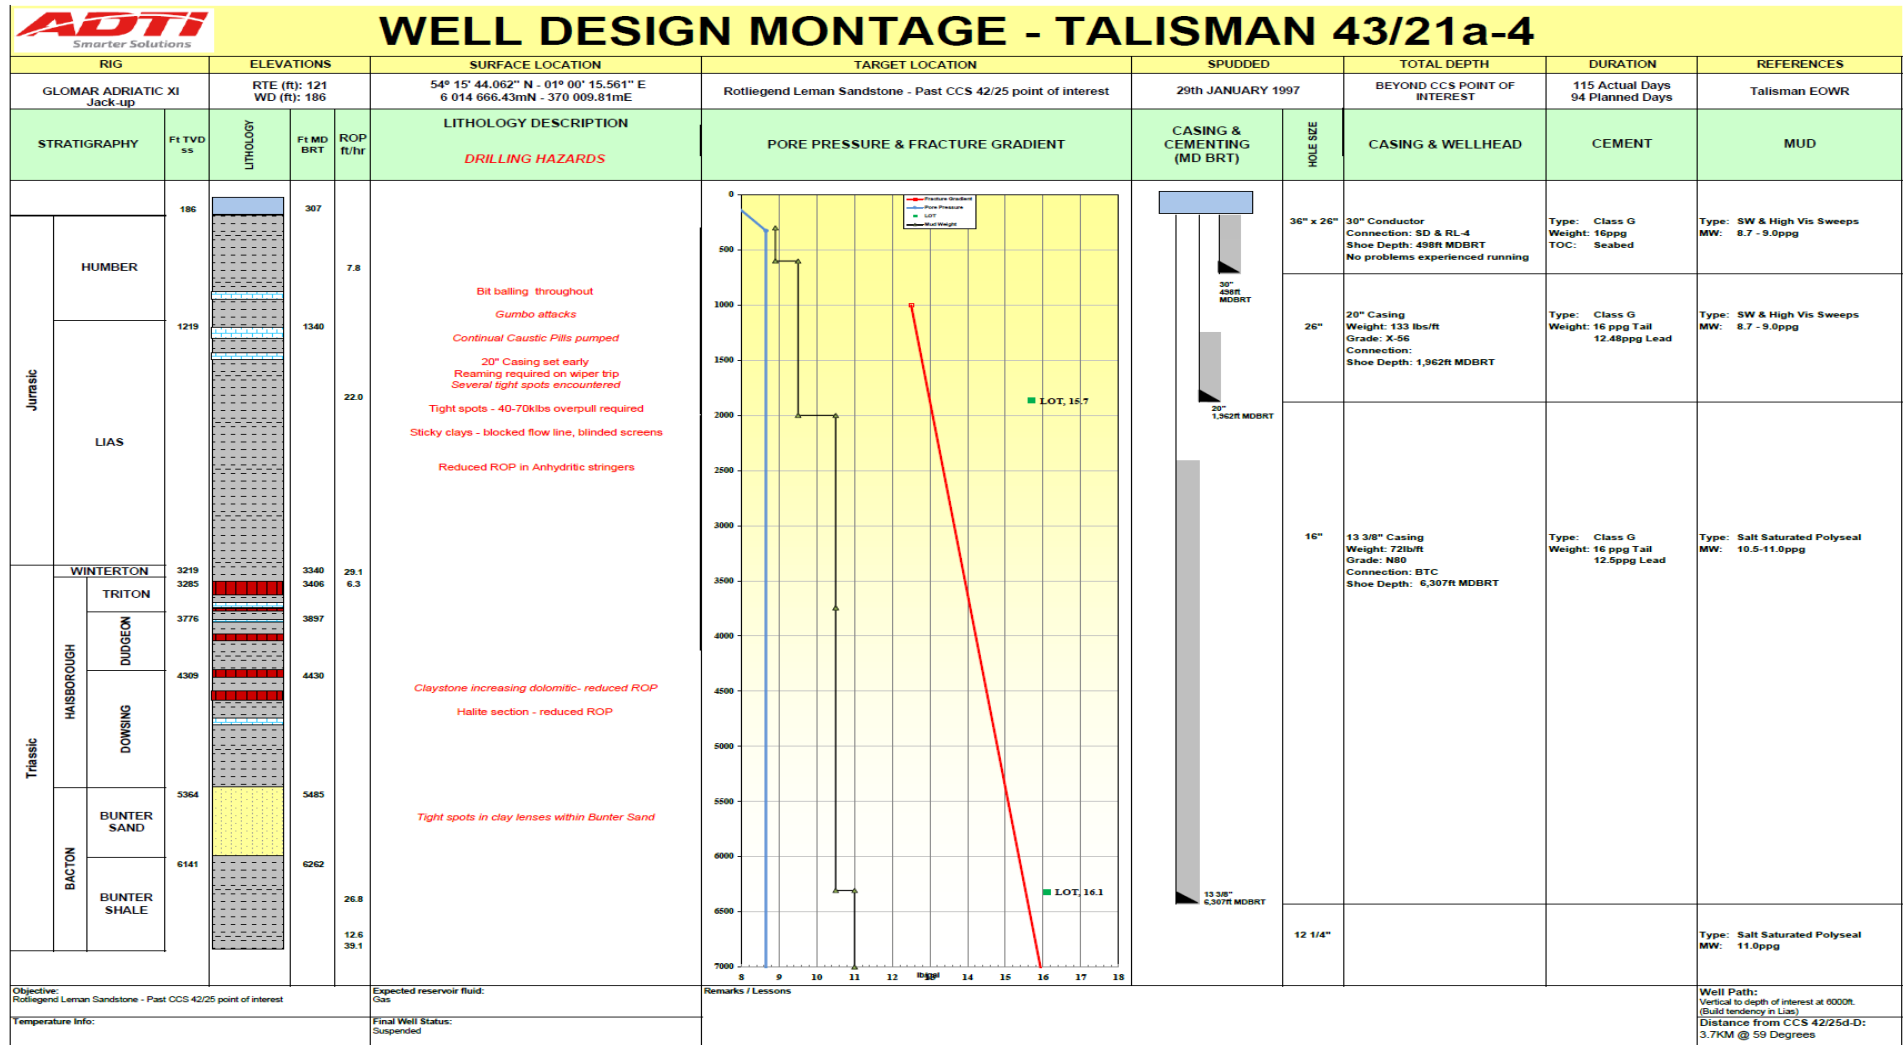 ADTI
Smarter Solutions
WELL DESIGN MONTAGE - TALISMAN 43/21a-4
RIG
ELEVATIONS
SURFACE LOCATION
TARGET LOCATION
SPUDDED
TOTAL DEPTH
DURATION
REFERENCES
GLOMAR ADRIATIC XI
Jack-up
RTE (ft): 121
WD (ft): 186
54° 15' 44.062" N - 01° 00' 15.561" E
6 014 666.43mN - 370 009.81mE
Rotliegend Leman Sandstone - Past CCS 42/25 point of interest
29th JANUARY 1997
BEYOND CCS POINT OF
INTEREST
115 Actual Days
94 Planned Days
Talisman EOWR
STRATIGRAPHY
Ft TVD
ss
LITHOLOGY
Ft MD
BRT
ROP
ft/hr
LITHOLOGY DESCRIPTION
DRILLING HAZARDS
PORE PRESSURE & FRACTURE GRADIENT
CASING &
CEMENTING
(MD BRT)
HOLE SIZE
CASING & WELLHEAD
CEMENT
MUD
Jurrasic
Triassic
HUMBER
LIAS
WINTERTON
HAISBOROUGH
TRITON
DUDGEON
DOWSING
BACTON
BUNTER
SAND
BUNTER
SHALE
186
1219
3219
3285
3776
4309
5364
6141
307
1340
3340
3406
3897
4430
5485
6262
7.8
22.0
29.1
6.3
26.8
12.6
39.1
Bit balling throughout
Gumbo attacks
Continual Caustic Pills pumped
20" Casing set early
Reaming required on wiper trip
Several tight spots encountered
Tight spots - 40-70klbs overpull required
Sticky clays - blocked flow line, blinded screens
Reduced ROP in Anhydritic stringers
Claystone increasing dolomitic- reduced ROP
Halite section - reduced ROP
Tight spots in clay lenses within Bunter Sand
Fracture Gradient
Pore Pressure
LOT
Mud Weight
0
500
1000
1500
2000
2500
3000
3500
4000
4500
5000
5500
6000
6500
7000
LOT, 15.7
LOT, 16.1
8 9 10 11 12 13 14 15 16 17 18
lb/gal
30"
498ft
MDBRT
20"
1,962ft MDBRT
13 3/8"
6,307ft MDBRT
36" x 26"
26"
16"
12 1/4"
30" Conductor
Connection: SD & RL-4
Shoe Depth: 498ft MDBRT
No problems experienced running
Type: Class G
Weight: 16ppg
TOC: Seabed
Type: SW & High Vis Sweeps
MW: 8.7 - 9.0ppg
20" Casing
Weight: 133 lbs/ft
Grade: X-56
Connection:
Shoe Depth: 1,962ft MDBRT
Type: Class G
Weight: 16 ppg Tail
12.48ppg Lead
Type: SW & High Vis Sweeps
MW: 8.7 - 9.0ppg
13 3/8" Casing
Weight: 72lb/ft
Grade: N80
Connection: BTC
Shoe Depth: 6,307ft MDBRT
Type: Class G
Weight: 16 ppg Tail
12.5ppg Lead
Type: Salt Saturated Polyseal
MW: 10.5-11.0ppg
Type: Salt Saturated Polyseal
MW: 11.0ppg
Objective:
Rotliegend Leman Sandstone - Past CCS 42/25 point of interest
Expected reservoir fluid:
Gas
Remarks / Lessons
Well Path:
Vertical to depth of interest at 6000ft.
(Build tendency in Lias)
Temperature Info:
Final Well Status:
Suspended
Distance from CCS 42/25d-D:
3.7KM @ 59 Degrees